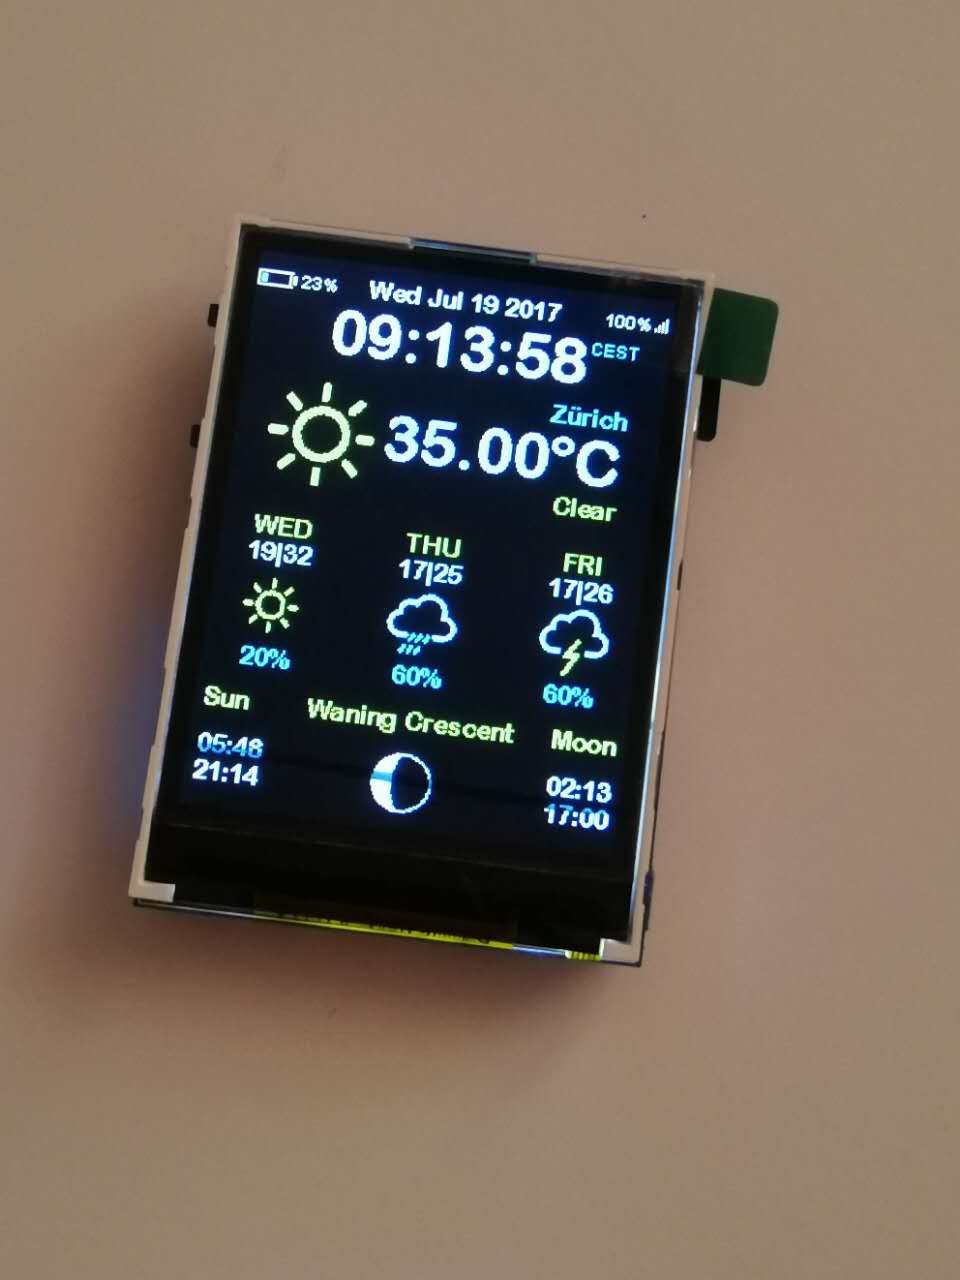 23%
Wed Jul 19 2017
100%
09:13:58 CEST
Zürich
35.00°C
Clear
WED
19|32
20%
THU
17|25
60%
FRI
17|26
60%
Sun
05:48
21:14
Waning Crescent
Moon
02:13
17:00